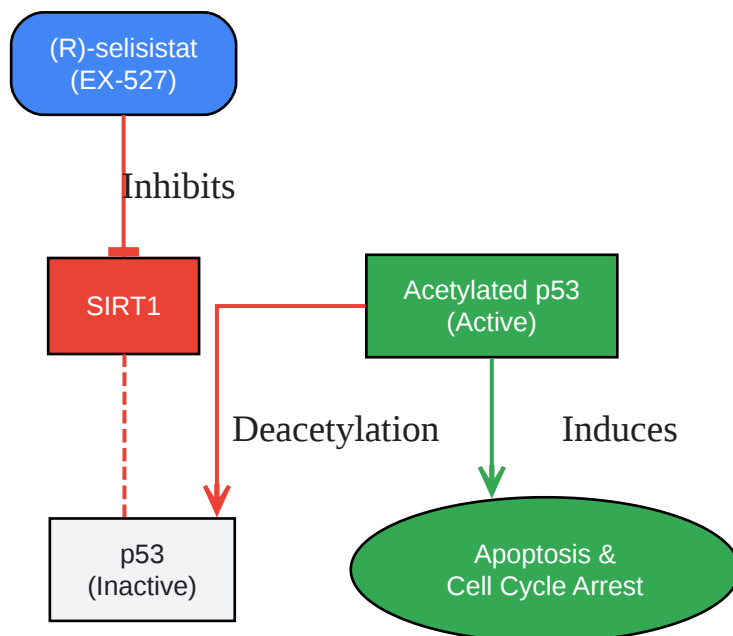 (R)-selisistat
(EX-527)
Inhibits
SIRT1
Acetylated p53
(Active)
Deacetylation
Induces
p53
(Inactive)
Apoptosis &
Cell Cycle Arrest